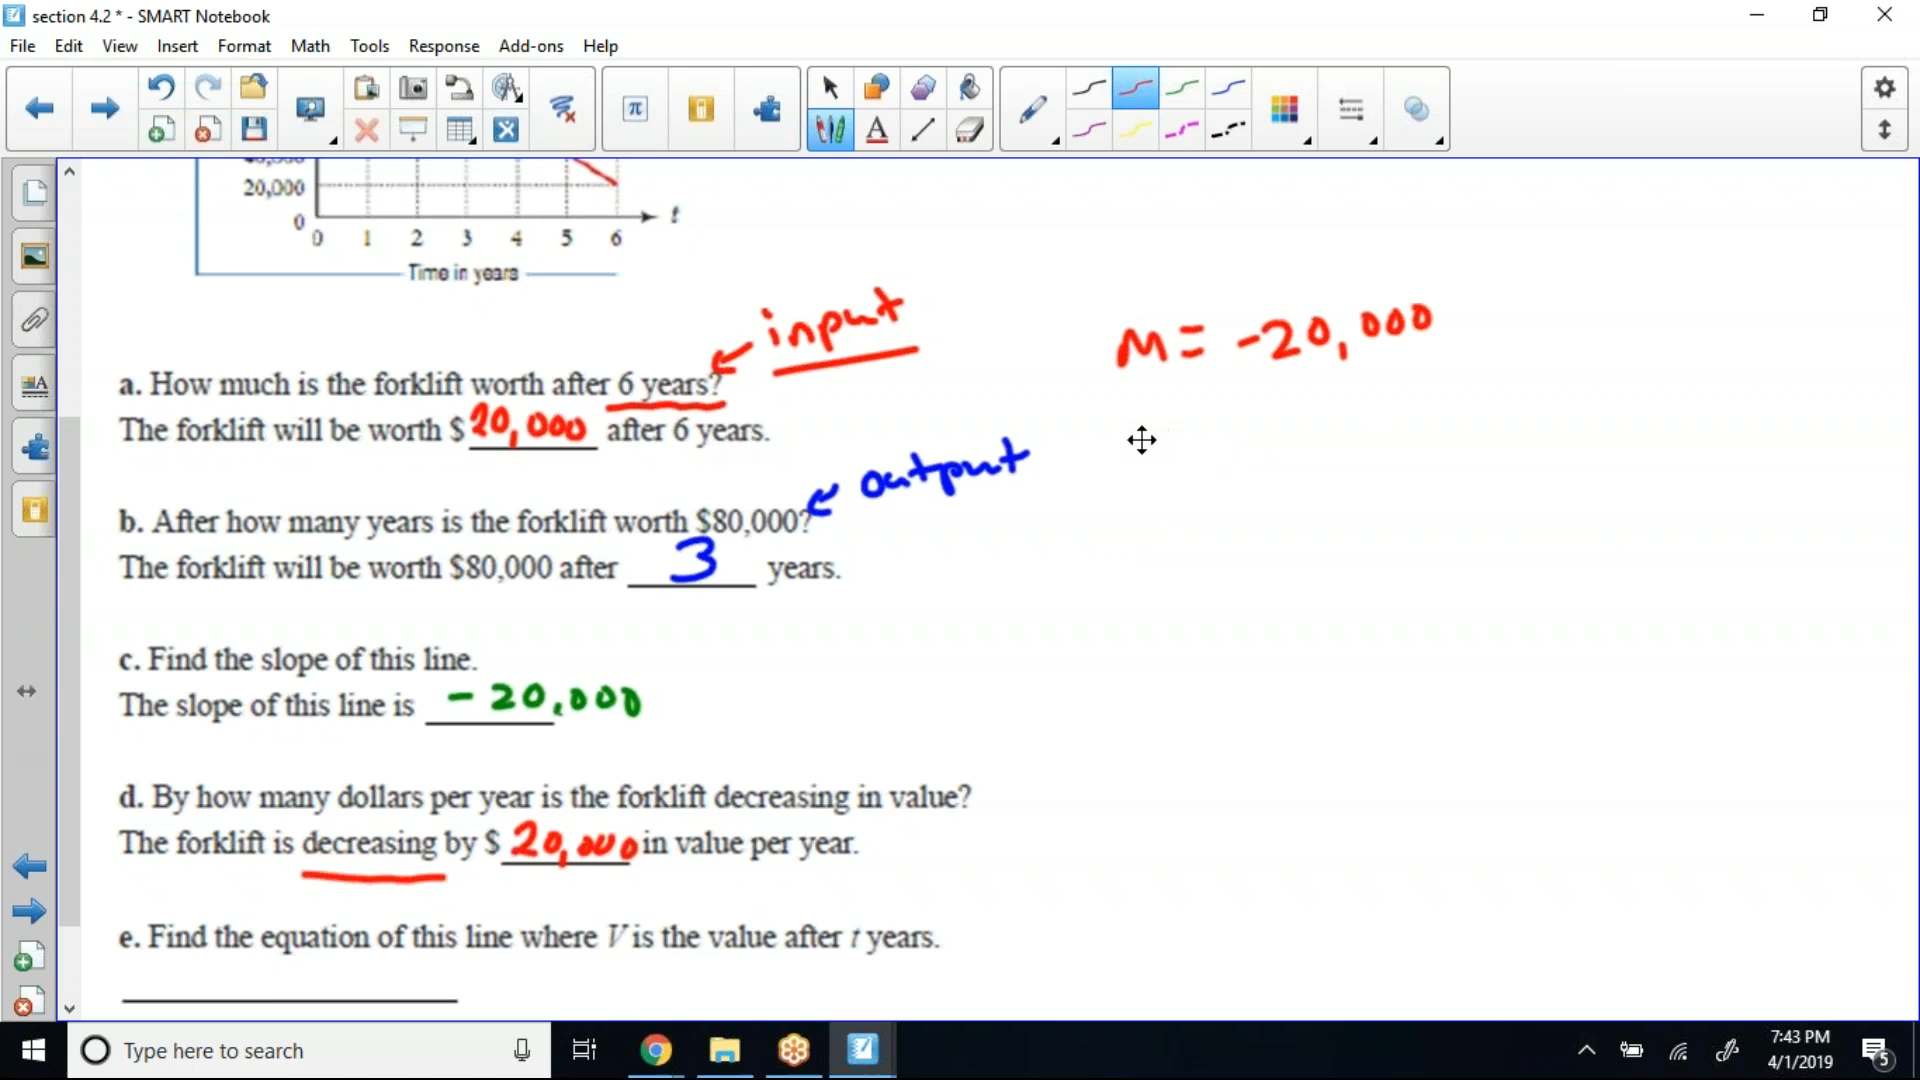 section 4.2 * - SMART Notebook
File Edit View Insert Format Math Tools Response Add-ons Help
π
A
20,000
0
t
0 1 2 3 4 5 6
Time in years
input
M = -20,000
a. How much is the forklift worth after 6 years?
The forklift will be worth $20,000 after 6 years.
output
b. After how many years is the forklift worth $80,000?
The forklift will be worth $80,000 after 3 years.
c. Find the slope of this line.
The slope of this line is -20,000
d. By how many dollars per year is the forklift decreasing in value?
The forklift is decreasing by $20,000 in value per year.
e. Find the equation of this line where V is the value after t years.
Type here to search
7:43 PM
4/1/2019
5